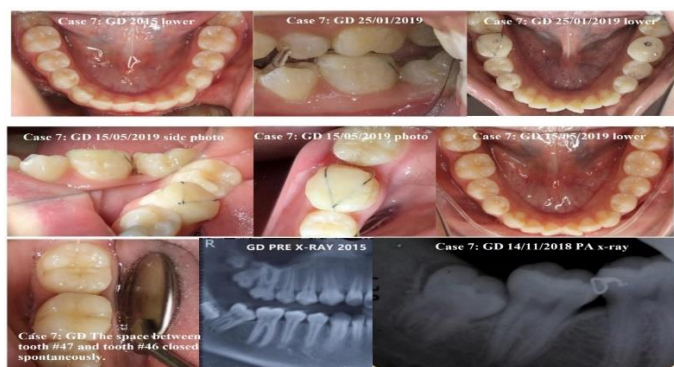 Case 7: GD 2015 lower
Case 7: GD 25/01/2019
Case 7: GD 25/01/2019 lower
Case 7: GD 15/05/2019 side photo
Case 7: GD 15/05/2019 photo
Case 7: GD 15/05/2019 lower
Case 7: GD The space between
tooth #47 and tooth #46 closed
spontaneously.
R
GD PRE X-RAY 2015
Case 7: GD 14/11/2018 PA x-ray